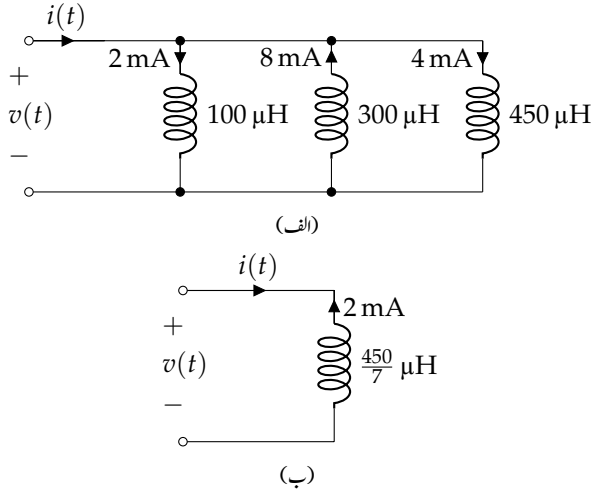 i(t)
2 mA 8 mA 4 mA
+
v(t) 100 μH 300 μH 450 μH
−
(الف)
i(t)
2 mA
+
v(t) 450/7 μH
−
(ب)